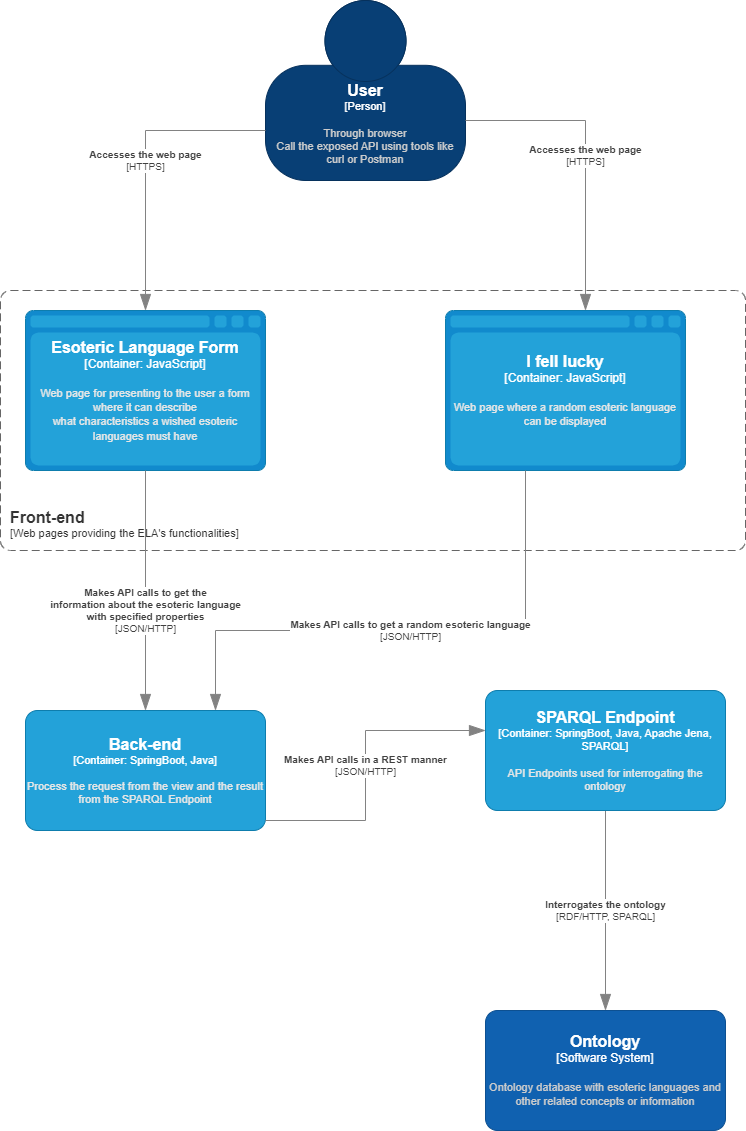 User
[Person]
Through browser
Call the exposed API using tools like
curl or Postman
Accesses the web page
[HTTPS]
Accesses the web page
[HTTPS]
Esoteric Language Form
[Container: JavaScript]
Web page for presenting to the user a form
where it can describe
what characteristics a wished esoteric
languages must have
I fell lucky
[Container: JavaScript]
Web page where a random esoteric language
can be displayed
Front-end
[Web pages providing the ELA's functionalities]
Makes API calls to get the
information about the esoteric language
with specified properties
[JSON/HTTP]
Makes API calls to get a random esoteric language
[JSON/HTTP]
Back-end
[Container: SpringBoot, Java]
Process the request from the view and the result
from the SPARQL Endpoint
Makes API calls in a REST manner
[JSON/HTTP]
SPARQL Endpoint
[Container: SpringBoot, Java, Apache Jena,
SPARQL]
API Endpoints used for interrogating the
ontology
Interrogates the ontology
[RDF/HTTP, SPARQL]
Ontology
[Software System]
Ontology database with esoteric languages and
other related concepts or information